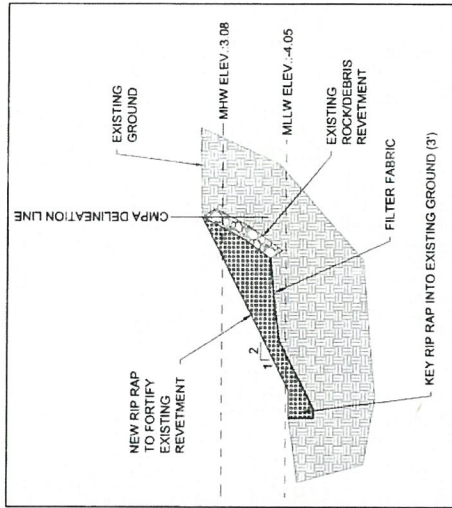 NEW RIP RAP
TO FORTIFY
EXISTING
REVETMENT
CMPA DELINEATION LINE
EXISTING
GROUND
MHW ELEV.:3.08
MLLW ELEV.:-4.05
2
1
EXISTING
ROCK/DEBRIS
REVETMENT
FILTER FABRIC
KEY RIP RAP INTO EXISTING GROUND (3')